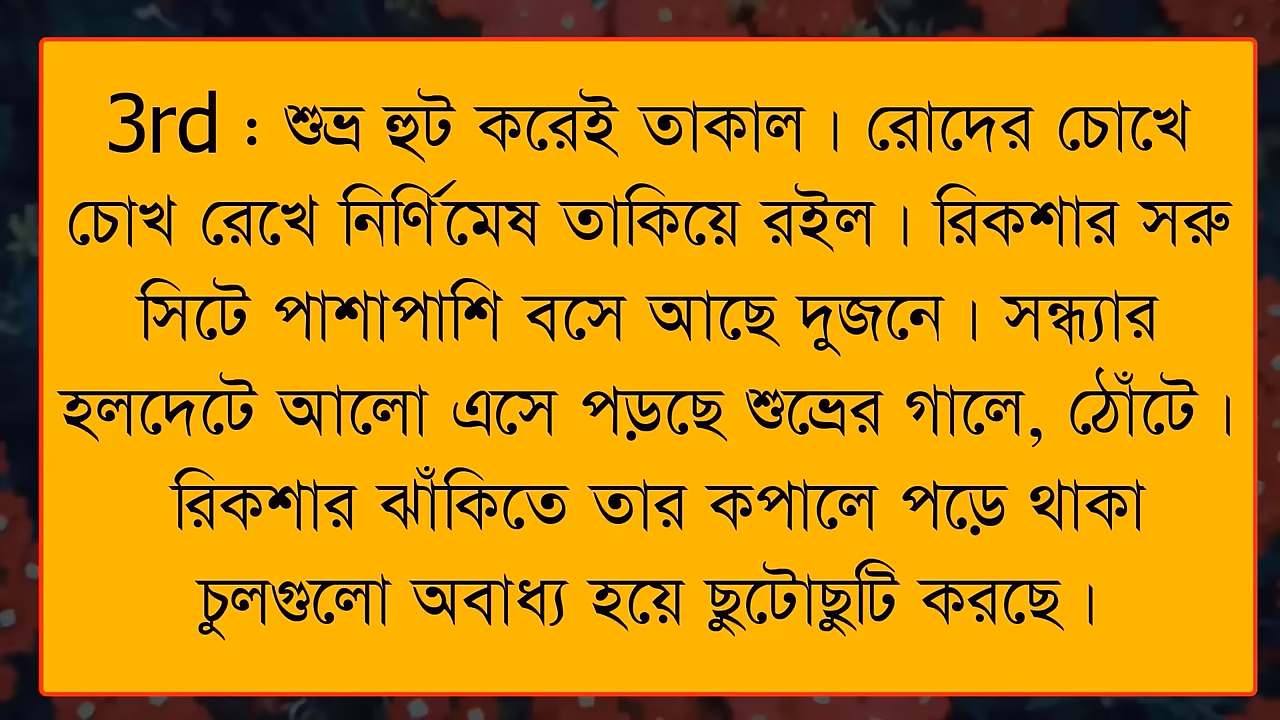 3rd : শুভ্র হুট করেই তাকাল । রোদের চোখে
চোখ রেখে নির্ণিমেষ তাকিয়ে রইল । রিকশার সরু
সিটে পাশাপাশি বসে আছে দুজনে । সন্ধ্যার
হলদেটে আলো এসে পড়ছে শুভ্রের গালে, ঠোঁটে ।
রিকশার ঝাঁকিতে তার কপালে পড়ে থাকা
চুলগুলো অবাধ্য হয়ে ছুটোছুটি করছে ।